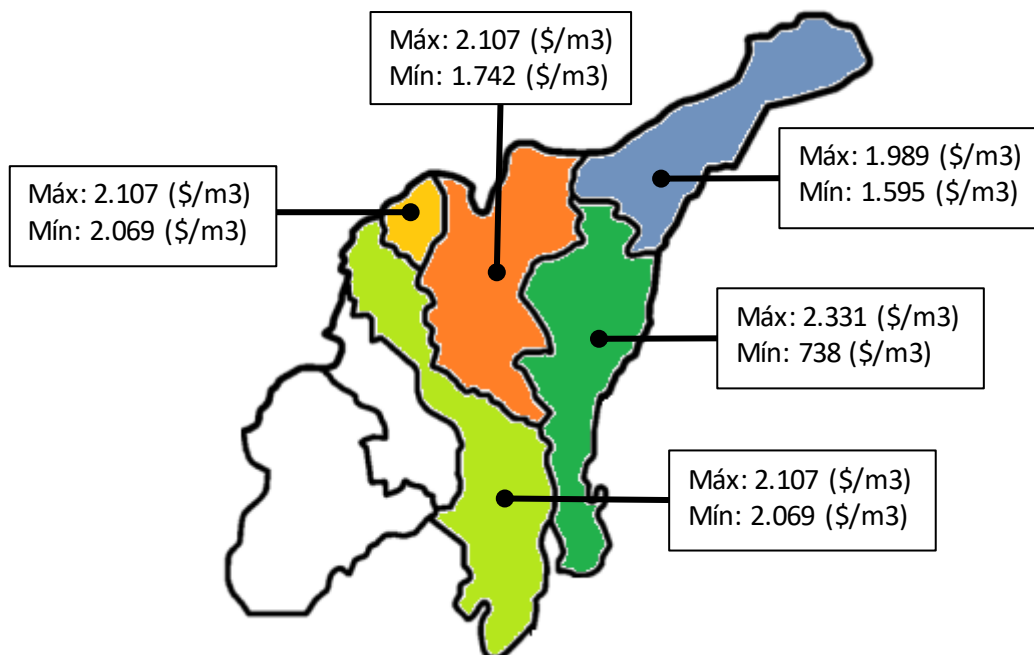 Máx: 2.107 ($/m3)
Mín: 1.742 ($/m3)
Máx: 1.989 ($/m3)
Mín: 1.595 ($/m3)
Máx: 2.107 ($/m3)
Mín: 2.069 ($/m3)
Máx: 2.331 ($/m3)
Mín: 738 ($/m3)
Máx: 2.107 ($/m3)
Mín: 2.069 ($/m3)